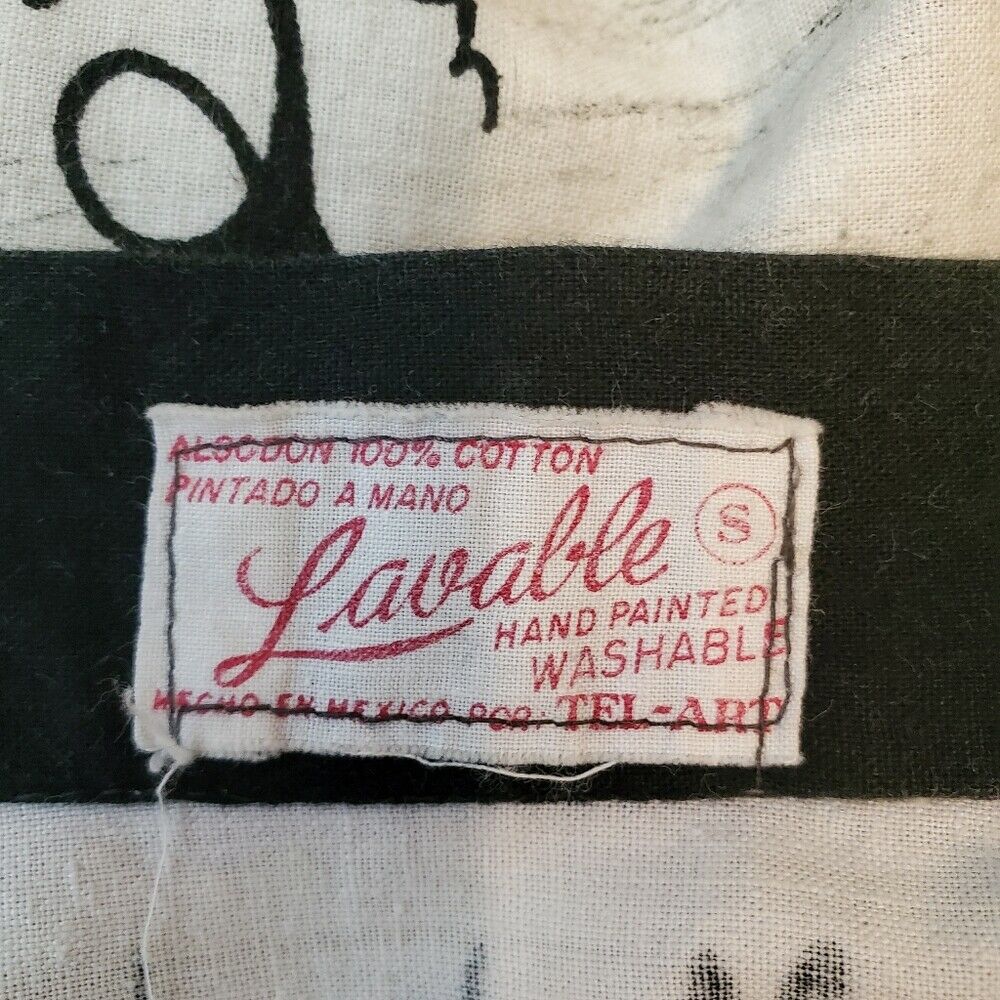 ALGODON 100% COTTON
PINTADO A MANO
S
Lavable
HAND PAINTED
WASHABLE
HECHO EN MEXICO POR: TEL-ART